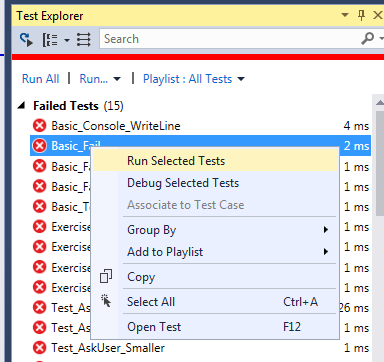 Test Explorer
Search
Run All | Run... | Playlist : All Tests
Failed Tests (15)
Basic_Console_WriteLine 4 ms
Basic_Fail 2 ms
Basic_Fa 1 ms
Basic_Fa 1 ms
Basic_T 1 ms
Exercise 1 ms
Exercise 1 ms
Exercise 1 ms
Exercise 1 ms
Test_As 26 ms
Test_As 1 ms
Test_AskUser_Smaller 1 ms
Run Selected Tests
Debug Selected Tests
Associate to Test Case
Group By
Add to Playlist
Copy
Select All Ctrl+A
Open Test F12